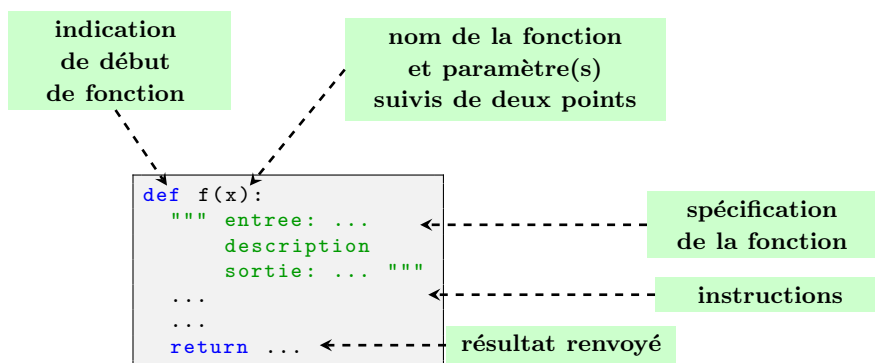 indication
de début
de fonction
nom de la fonction
et paramètre(s)
suivis de deux points
def f(x):
""" entree: ...
description
sortie: ... """
...
...
return ...
spécification
de la fonction
instructions
résultat renvoyé